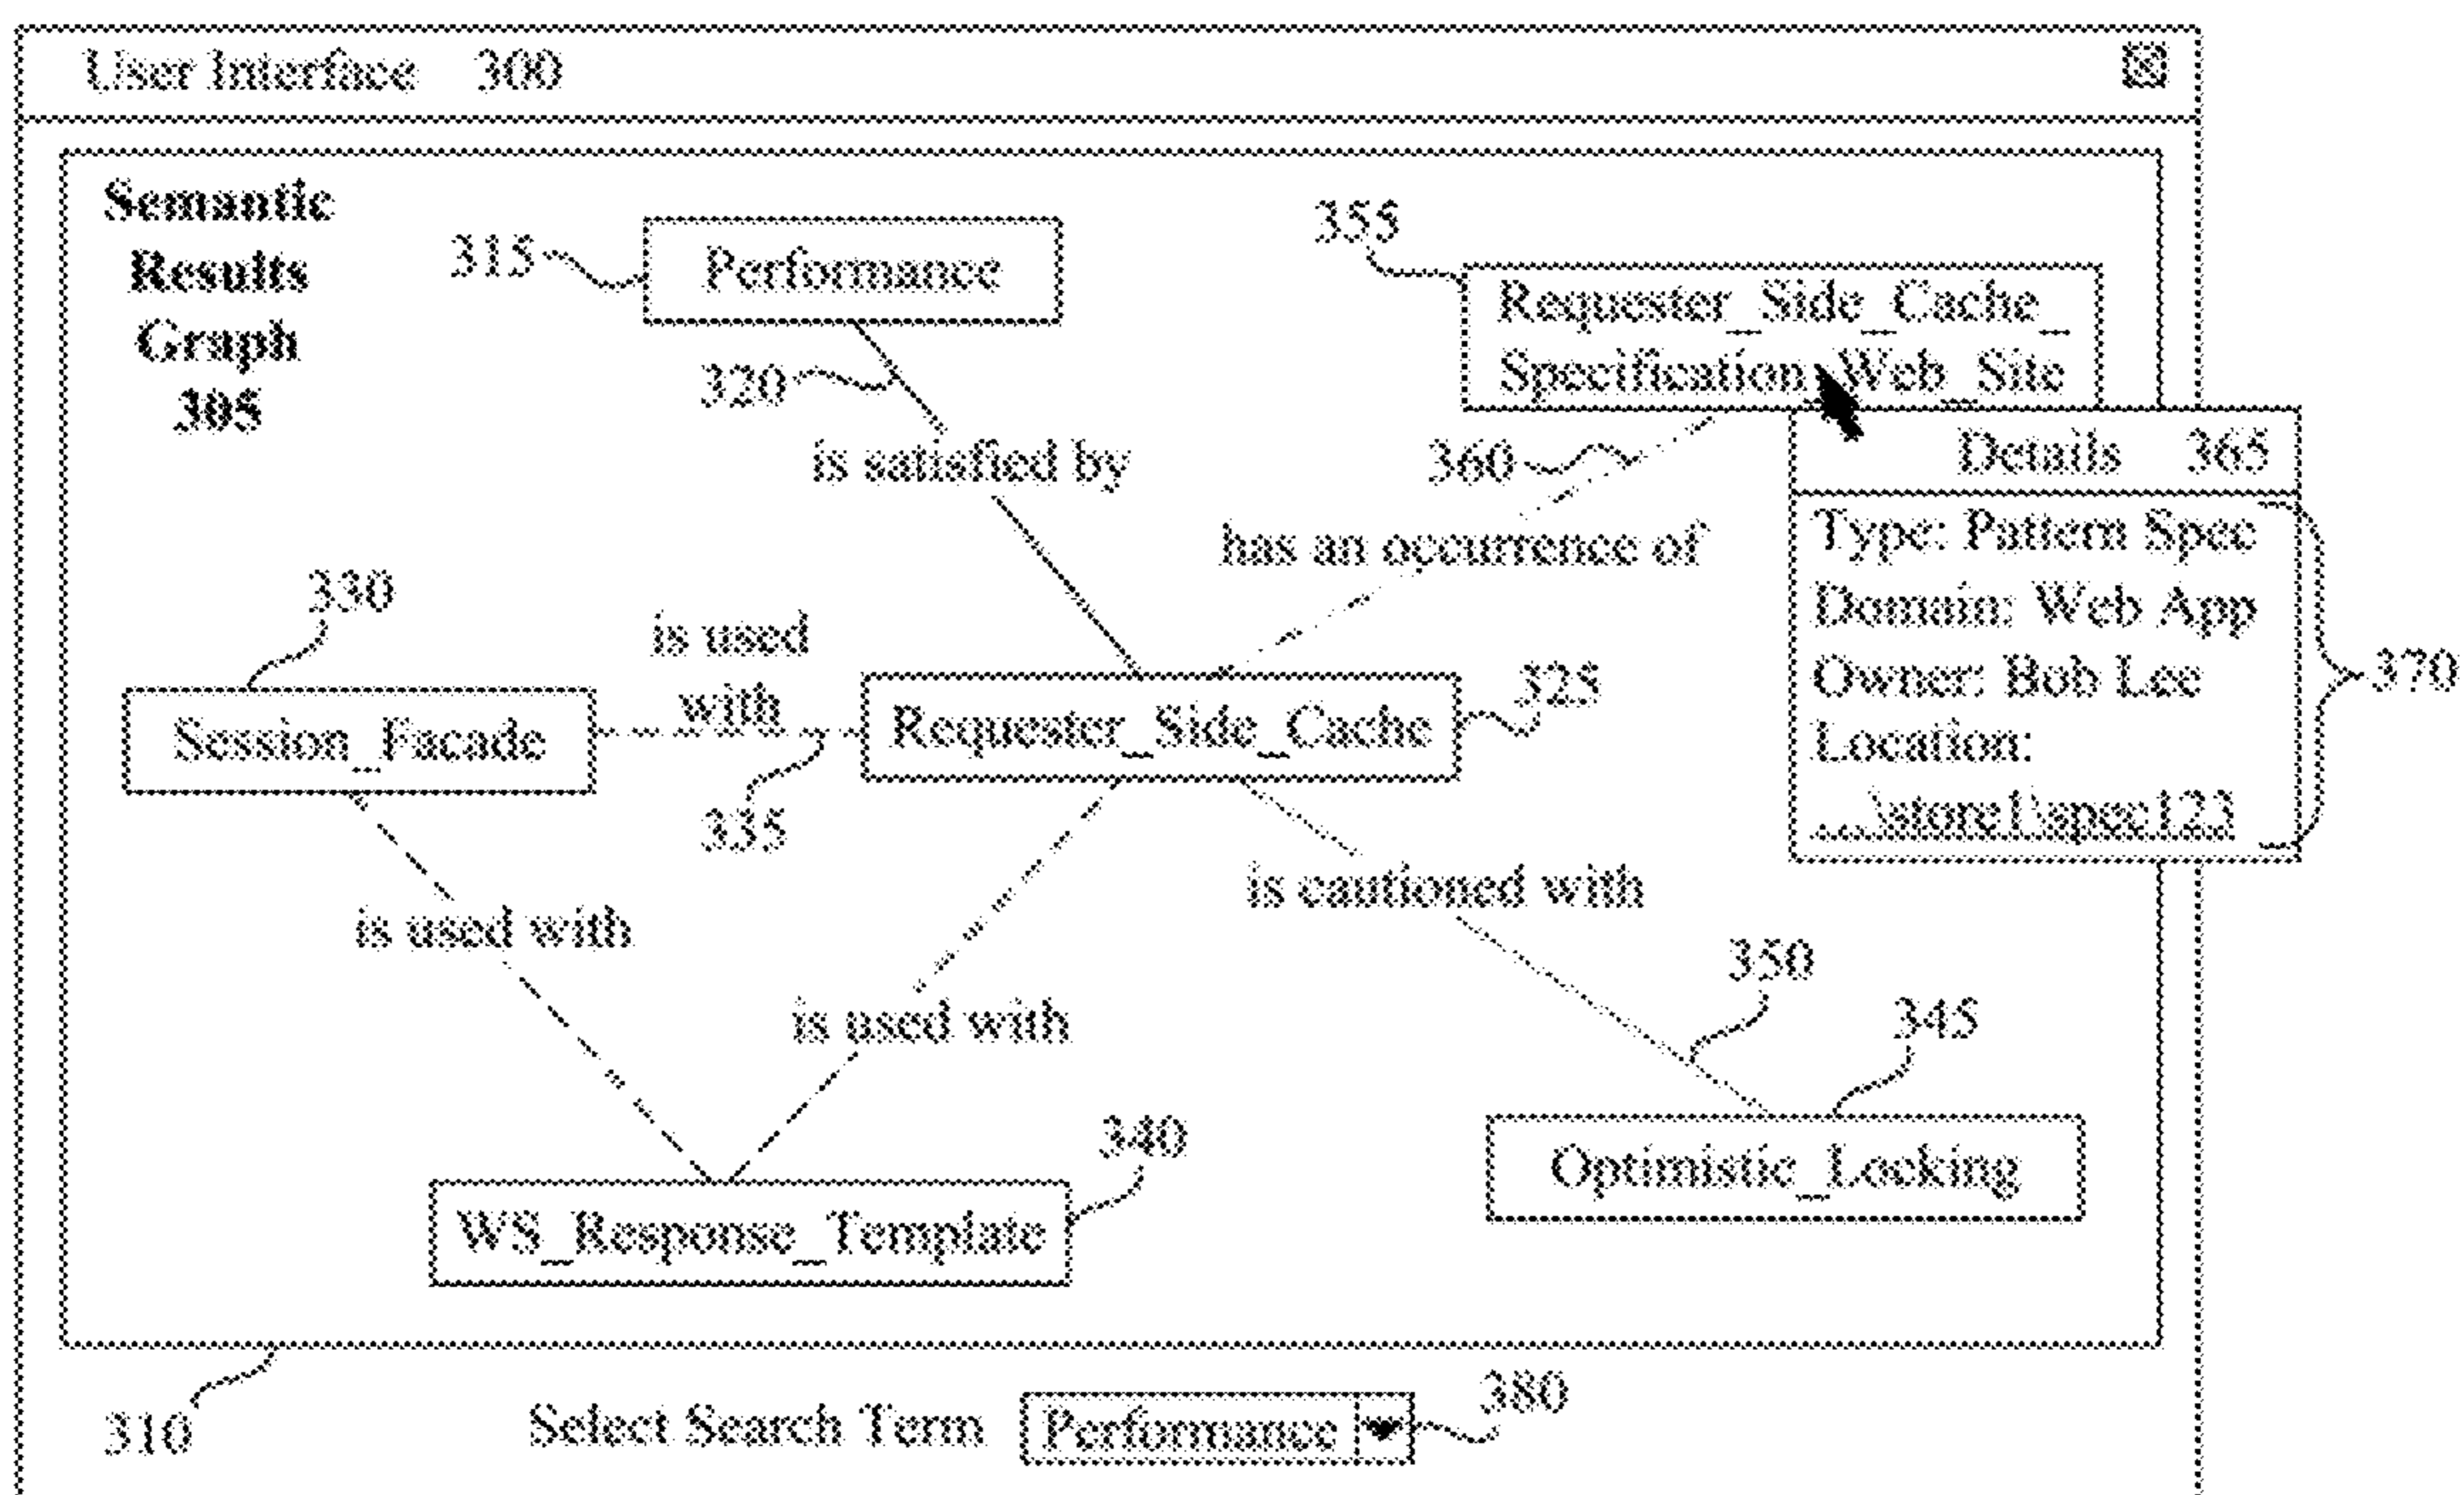 User Interface 300
Semantic
Results
Graph
305
315
Performance
355
Requester_Side_Cache_
Specification_Web_Site
320
is satisfied by
360
Details 365
has an occurrence of
Type: Pattern Spec
Domain: Web App
Owner: Bob Lee
Location:
...\store1\spec123
370
330
is used
with
Session_Facade
Requester_Side_Cache
325
335
is used with
is cautioned with
is used with
350
345
340
WS_Response_Template
Optimistic_Locking
310
Select Search Term
Performance
380